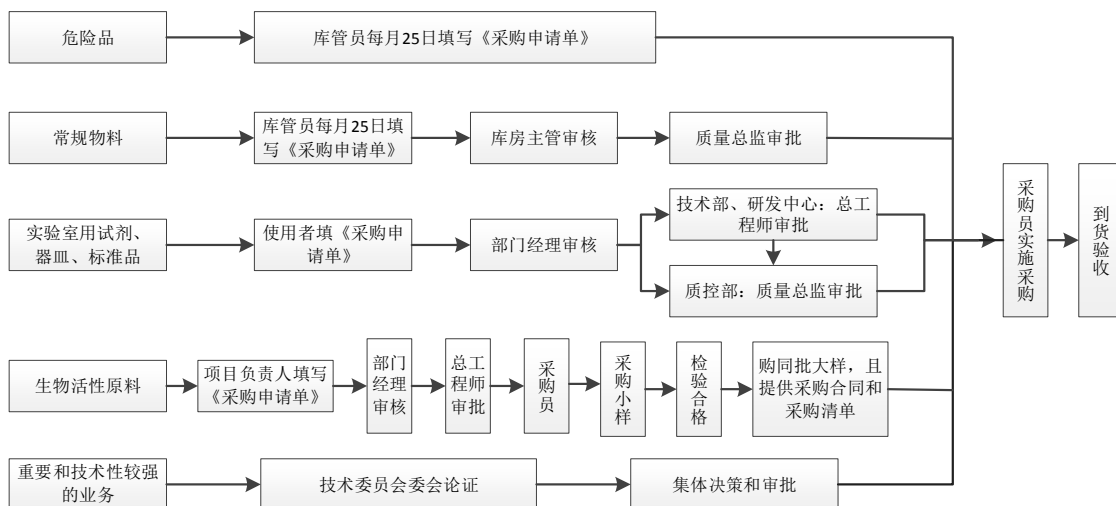 危险品
库管员每月25日填写《采购申请单》
常规物料
库管员每月25日填
写《采购申请单》
库房主管审核
质量总监审批
实验室用试剂、
器皿、标准品
使用者填《采购申
请单》
部门经理审核
技术部、研发中心：总工
程师审批
质控部：质量总监审批
生物活性原料
项目负责人填写
《采购申请单》
部门
经理
审核
总工
程师
审批
采购员
采购小样
检验合格
购同批大样，且
提供采购合同和
采购清单
重要和技术性较强
的业务
技术委员会委会论证
集体决策和审批
采购员实施采购
到货验收